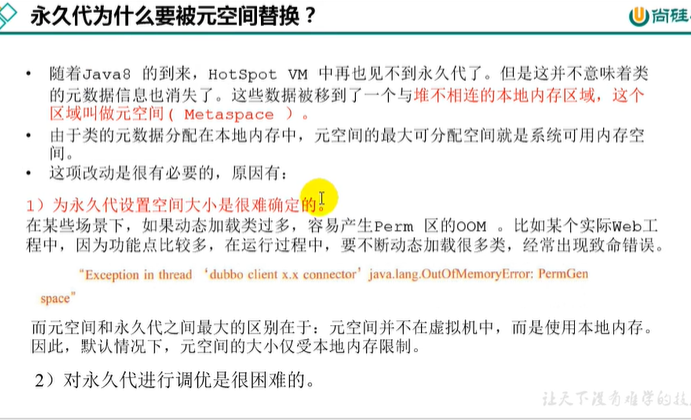 永久代为什么要被元空间替换？
尚硅
• 随着Java8 的到来，HotSpot VM 中再也见不到永久代了。但是这并不意味着类
的元数据信息也消失了。这些数据被移到了一个与堆不相连的本地内存区域，这个
区域叫做元空间( Metaspace )。
• 由于类的元数据分配在本地内存中，元空间的最大可分配空间就是系统可用内存空
间。
• 这项改动是很有必要的，原因有：
1）为永久代设置空间大小是很难确定的。
在某些场景下，如果动态加载类过多，容易产生Perm 区的OOM 。比如某个实际Web工
程中，因为功能点比较多，在运行过程中，要不断动态加载很多类，经常出现致命错误。
“Exception in thread ‘dubbo client x.x connector’ java.lang.OutOfMemoryError: PermGen
space”
而元空间和永久代之间最大的区别在于：元空间并不在虚拟机中，而是使用本地内存。
因此，默认情况下，元空间的大小仅受本地内存限制。
2）对永久代进行调优是很困难的。
让天下没有难学的技